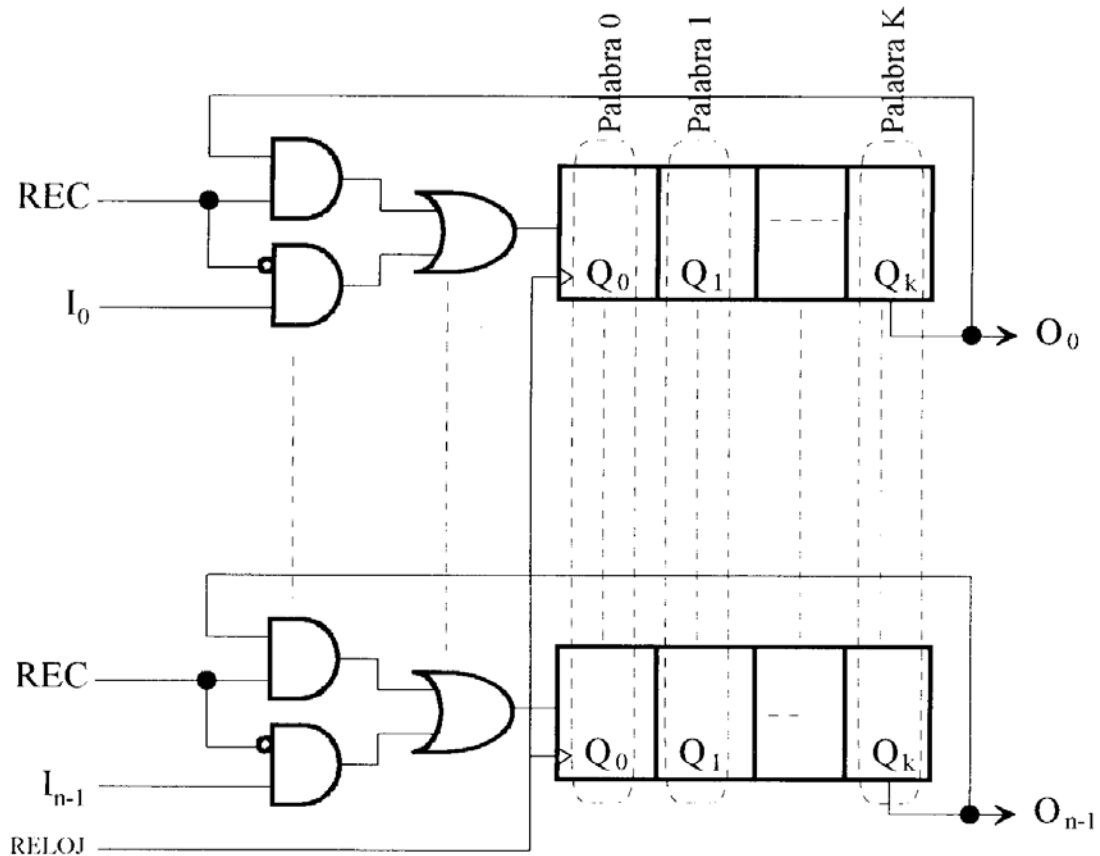 Palabra 0
Palabra 1
Palabra K
REC
I₀
Q₀
Q₁
Qₖ
O₀
REC
Iₙ₋₁
Q₀
Q₁
Qₖ
Oₙ₋₁
RELOJ